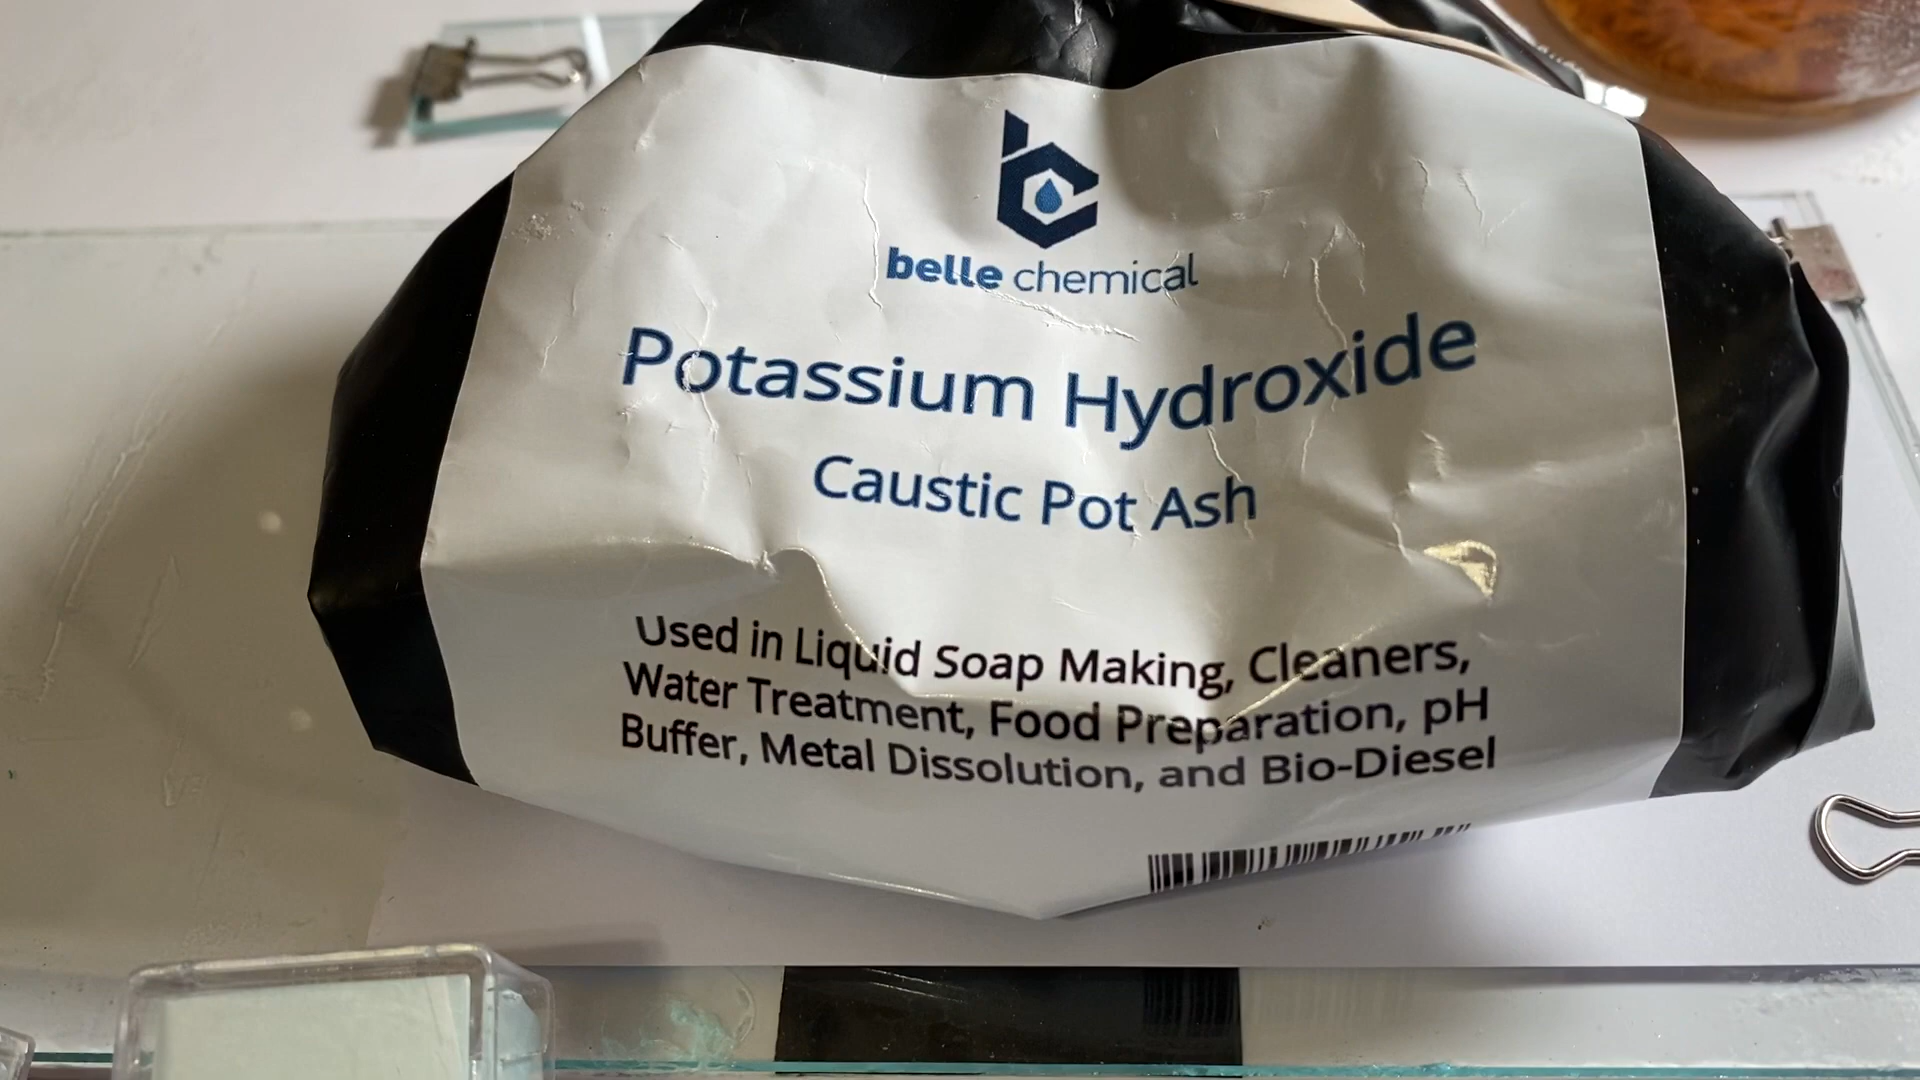 belle chemical
Potassium Hydroxide
Caustic Pot Ash
Used in Liquid Soap Making, Cleaners,
Water Treatment, Food Preparation, pH
Buffer, Metal Dissolution, and Bio-Diesel